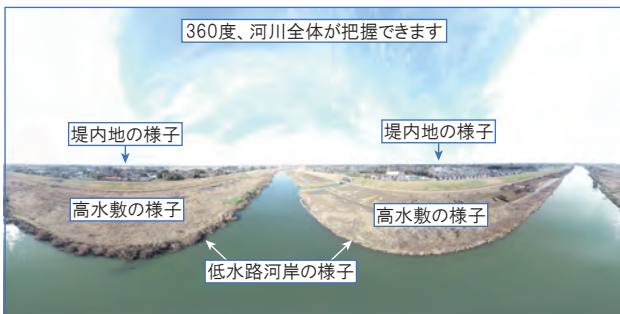 360度、河川全体が把握できます
堤内地の様子
堤内地の様子
高水敷の様子
高水敷の様子
低水路河岸の様子